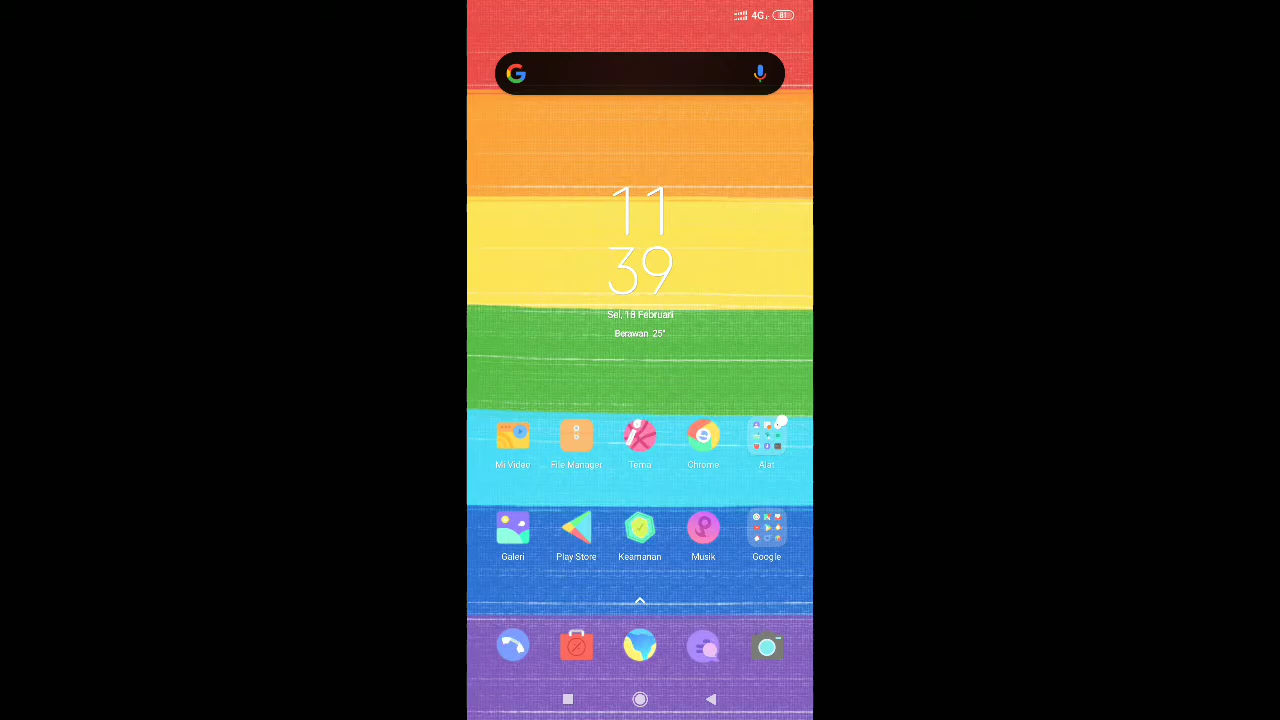 4G
81
11
39
Sel, 18 Februari
Berawan 25°
Mi Video File Manager Tema Chrome Alat
Galeri Play Store Keamanan Musik Google